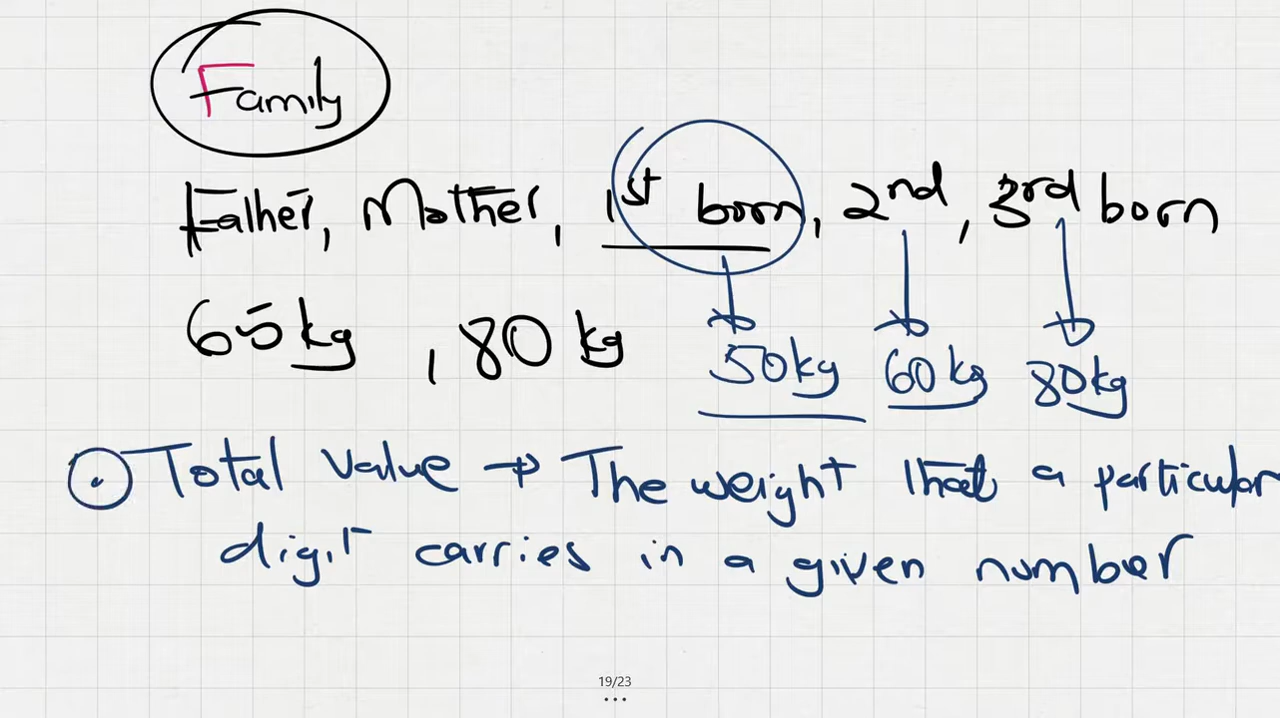 Family
Father, Mother, 1st born, 2nd, 3rd born
65kg, 80kg 50kg 60kg 80kg
Total value → The weight that a particular
digit carries in a given number
19/23